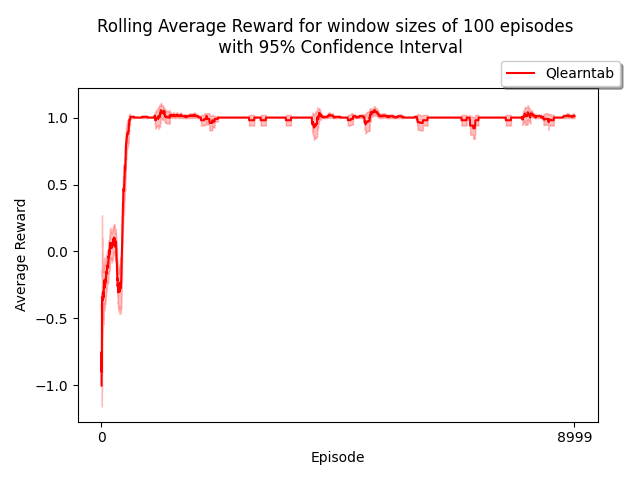 Rolling Average Reward for window sizes of 100 episodes
with 95% Confidence Interval
Qlearntab
1.0
0.5
0.0
−0.5
−1.0
Average Reward
0
8999
Episode